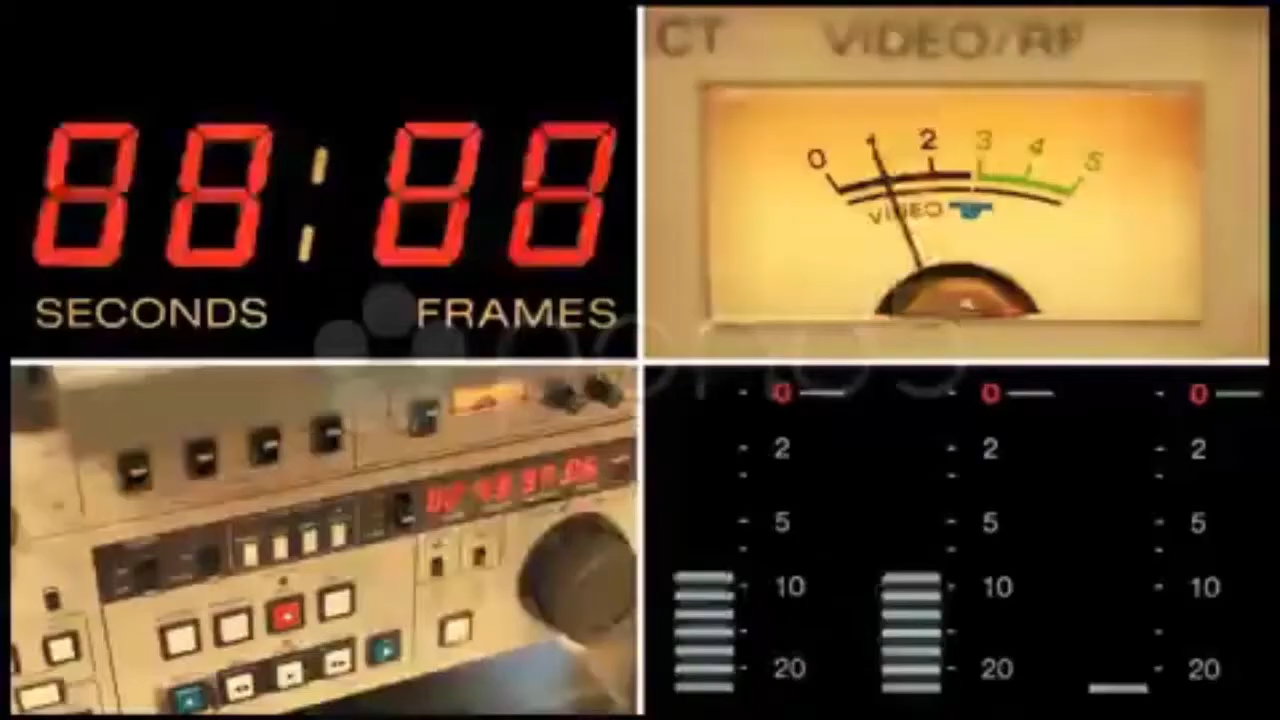 88:88
SECONDS FRAMES
CT VIDEO/RF
0 1 2 3 4 5
VIDEO
0 0 0
2 2 2
5 5 5
10 10 10
20 20 20